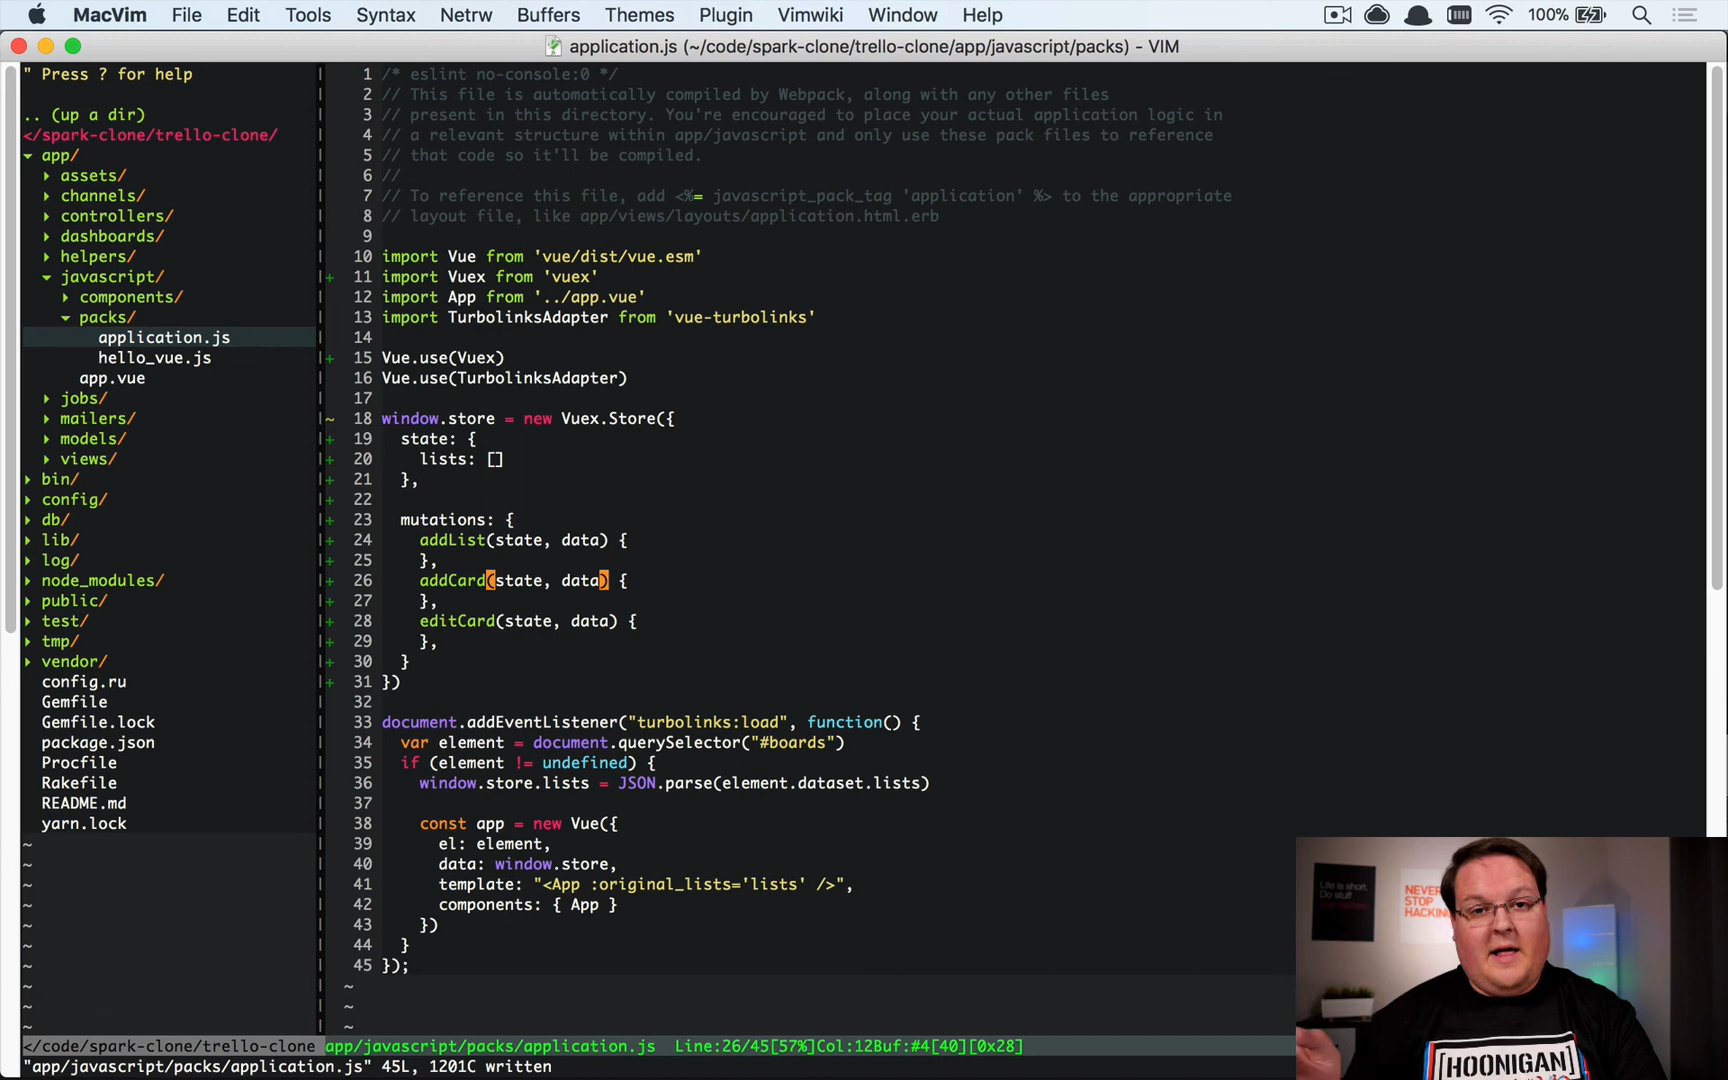 MacVim File Edit Tools Syntax Netrw Buffers Themes Plugin Vimwiki Window Help 100%
application.js (~/code/spark-clone/trello-clone/app/javascript/packs) - VIM
" Press ? for help
.. (up a dir)
</spark-clone/trello-clone/
app/
assets/
channels/
controllers/
dashboards/
helpers/
javascript/
components/
packs/
application.js
hello_vue.js
app.vue
jobs/
mailers/
models/
views/
bin/
config/
db/
lib/
log/
node_modules/
public/
test/
tmp/
vendor/
config.ru
Gemfile
Gemfile.lock
package.json
Procfile
Rakefile
README.md
yarn.lock
~
~
~
~
~
~
~
~
~
~
1 /* eslint no-console:0 */
2 // This file is automatically compiled by Webpack, along with any other files
3 // present in this directory. You're encouraged to place your actual application logic in
4 // a relevant structure within app/javascript and only use these pack files to reference
5 // that code so it'll be compiled.
6 //
7 // To reference this file, add <%= javascript_pack_tag 'application' %> to the appropriate
8 // layout file, like app/views/layouts/application.html.erb
9
10 import Vue from 'vue/dist/vue.esm'
+ 11 import Vuex from 'vuex'
12 import App from '../app.vue'
13 import TurbolinksAdapter from 'vue-turbolinks'
14
+ 15 Vue.use(Vuex)
16 Vue.use(TurbolinksAdapter)
17
~ 18 window.store = new Vuex.Store({
+ 19 state: {
+ 20 lists: []
+ 21 },
+ 22
+ 23 mutations: {
+ 24 addList(state, data) {
+ 25 },
+ 26 addCard(state, data) {
+ 27 },
+ 28 editCard(state, data) {
+ 29 },
+ 30 }
+ 31 })
32
33 document.addEventListener("turbolinks:load", function() {
34 var element = document.querySelector("#boards")
35 if (element != undefined) {
36 window.store.lists = JSON.parse(element.dataset.lists)
37
38 const app = new Vue({
39 el: element,
40 data: window.store,
41 template: "<App :original_lists='lists' />",
42 components: { App }
43 })
44 }
45 });
~
~
~
Life is short.
Do stuff
NEVER
STOP
HACKING
[HOONIGAN]
</code/spark-clone/trello-clone app/javascript/packs/application.js Line:26/45[57%]Col:12Buf:#4[40][0x28]
"app/javascript/packs/application.js" 45L, 1201C written